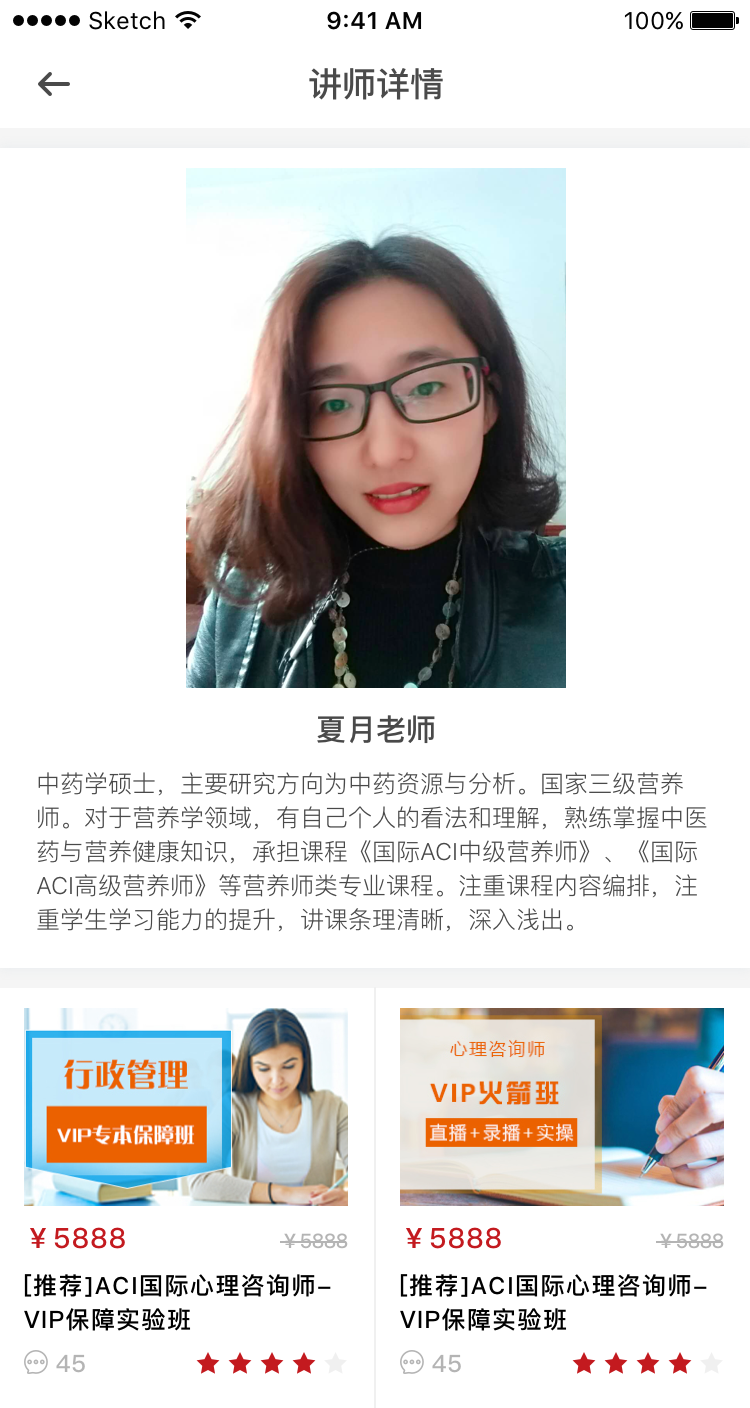 ●●●●● Sketch 9:41 AM 100%
讲师详情
夏月老师
中药学硕士，主要研究方向为中药资源与分析。国家三级营养
师。对于营养学领域，有自己个人的看法和理解，熟练掌握中医
药与营养健康知识，承担课程《国际ACI中级营养师》、《国际
ACI高级营养师》等营养师类专业课程。注重课程内容编排，注
重学生学习能力的提升，讲课条理清晰，深入浅出。
行政管理
VIP专本保障班
¥ 5888 ¥ 5888
[推荐]ACI国际心理咨询师–
VIP保障实验班
45
心理咨询师
VIP火箭班
直播+录播+实操
¥ 5888 ¥ 5888
[推荐]ACI国际心理咨询师–
VIP保障实验班
45